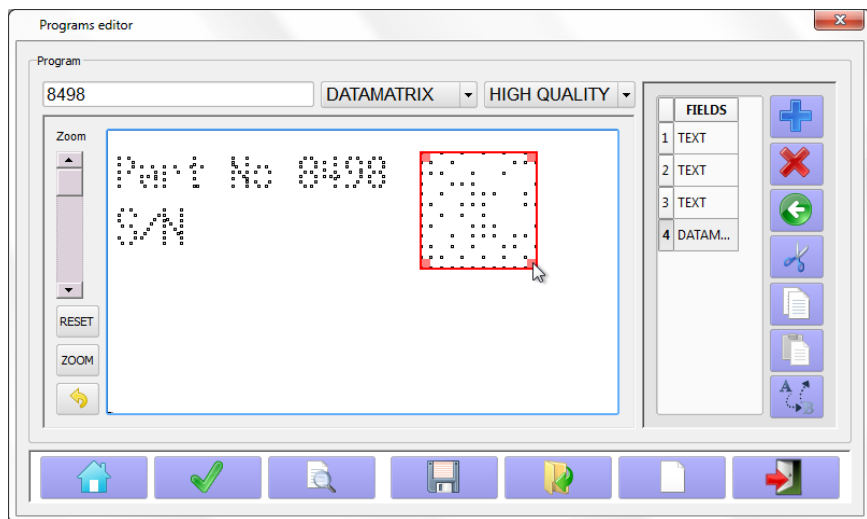 Programs editor
x
Program
8498
DATAMATRIX
HIGH QUALITY
Zoom
RESET
ZOOM
Part No 8498
S/N
FIELDS
1 TEXT
2 TEXT
3 TEXT
4 DATAM...
A
B